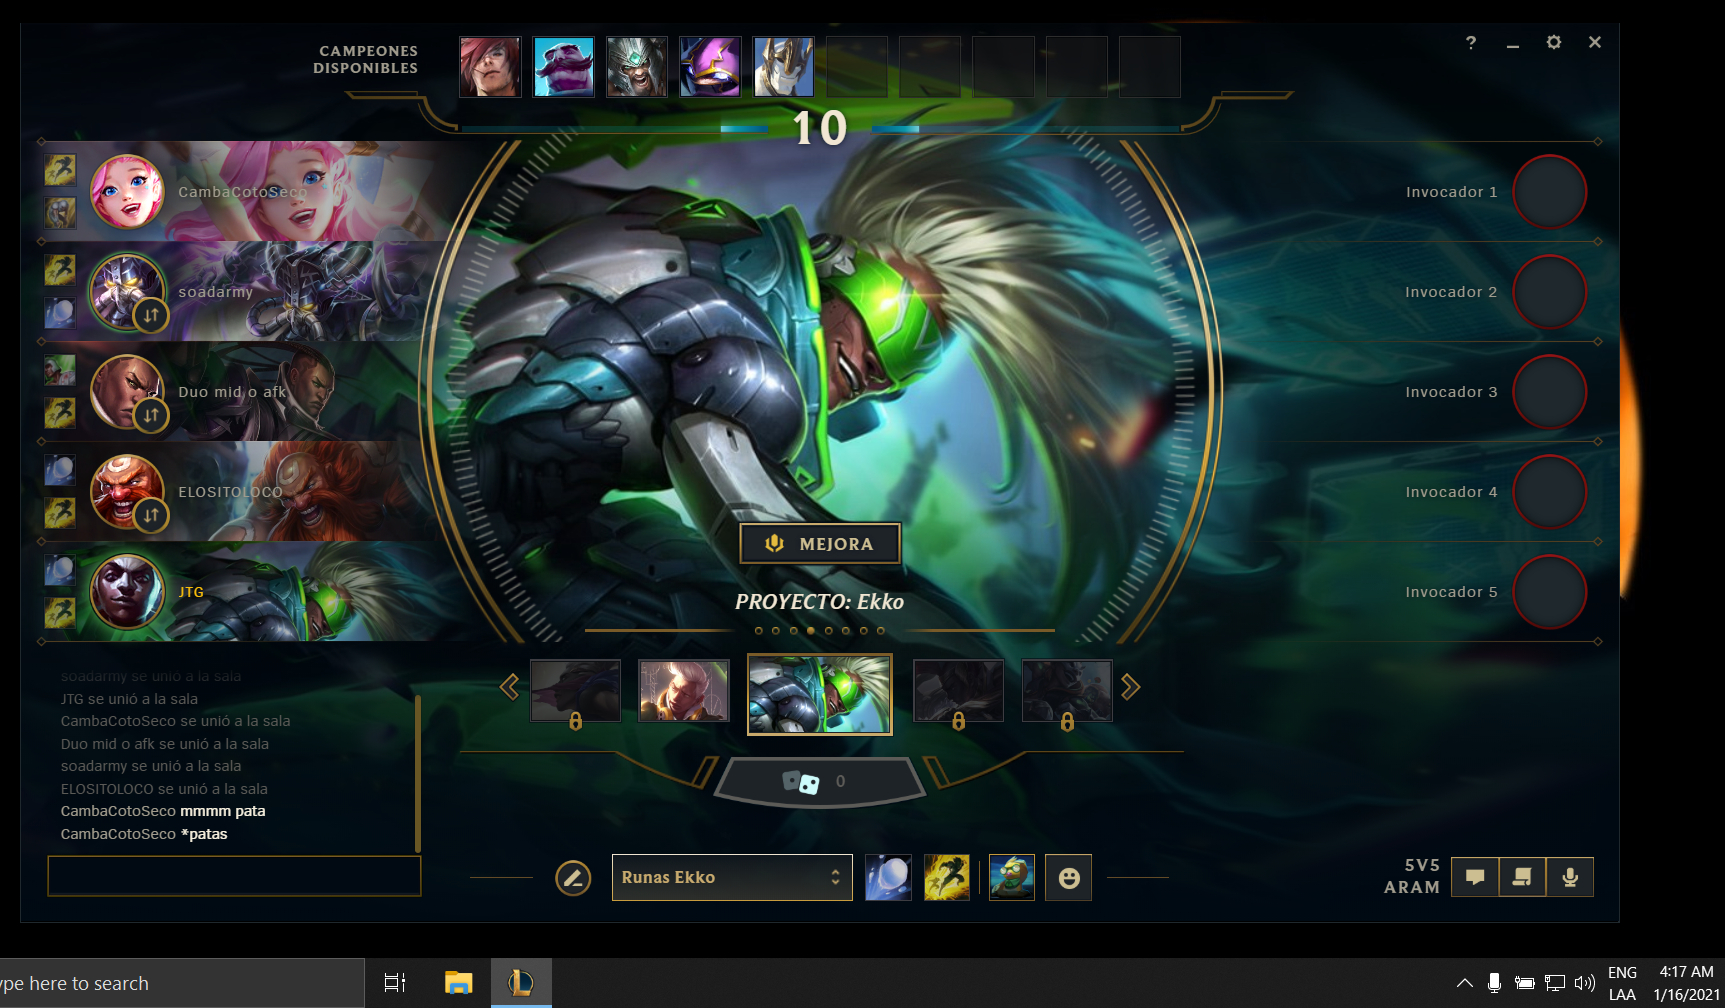 CAMPEONES
DISPONIBLES
?
10
CambaCotoSeco
soadarmy
Duo mid o afk
ELOSITOLOCO
JTG
Invocador 1
Invocador 2
Invocador 3
Invocador 4
Invocador 5
MEJORA
PROYECTO: Ekko
0
soadarmy se unió a la sala
JTG se unió a la sala
CambaCotoSeco se unió a la sala
Duo mid o afk se unió a la sala
soadarmy se unió a la sala
ELOSITOLOCO se unió a la sala
CambaCotoSeco mmmm pata
CambaCotoSeco *patas
Runas Ekko
5V5
ARAM
ype here to search
ENG
LAA
4:17 AM
1/16/2021